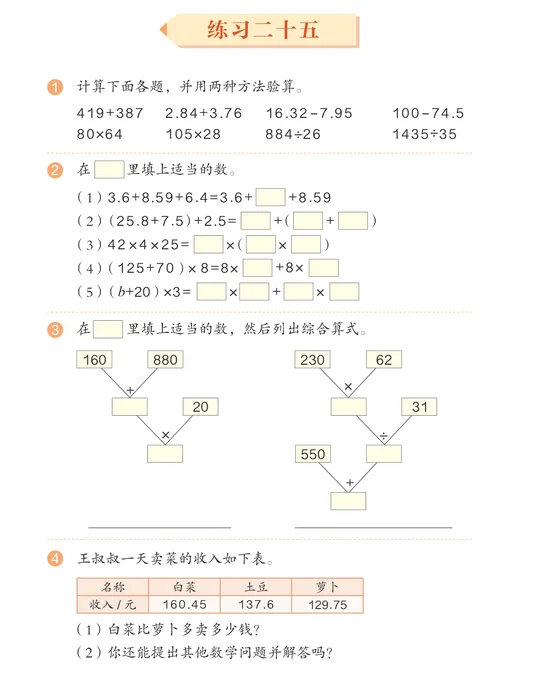 练习二十五
1 计算下面各题，并用两种方法验算。
419+387 2.84+3.76 16.32−7.95 100−74.5
80×64 105×28 884÷26 1435÷35
2 在 里填上适当的数。
(1) 3.6+8.59+6.4=3.6+ +8.59
(2) (25.8+7.5)+2.5= +( + )
(3) 42×4×25= ×( × )
(4) (125+70)×8=8× +8×
(5) (b+20)×3= × + ×
3 在 里填上适当的数，然后列出综合算式。
160 880 230 62
+ ×
20 31
× ÷
550
+
4 王叔叔一天卖菜的收入如下表。
名称 白菜 土豆 萝卜
收入/元 160.45 137.6 129.75
(1) 白菜比萝卜多卖多少钱？
(2) 你还能提出其他数学问题并解答吗？